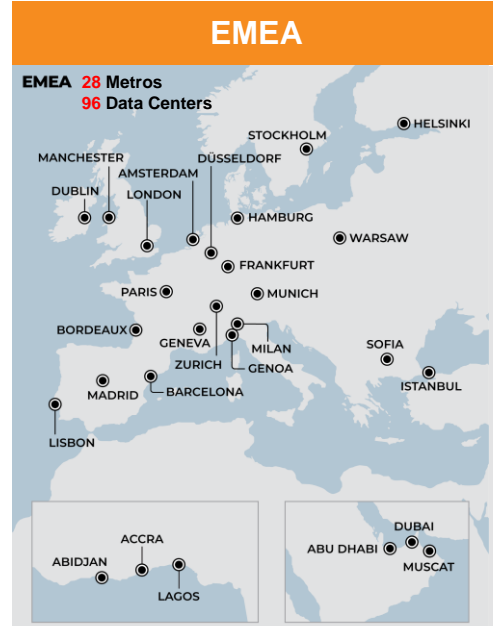 EMEA
EMEA 28 Metros
96 Data Centers
HELSINKI
STOCKHOLM
MANCHESTER
DÜSSELDORF
AMSTERDAM
DUBLIN
LONDON
HAMBURG
WARSAW
FRANKFURT
PARIS
MUNICH
BORDEAUX
GENEVA
MILAN
SOFIA
ZURICH
GENOA
ISTANBUL
MADRID
BARCELONA
LISBON
ACCRA
ABIDJAN
LAGOS
DUBAI
ABU DHABI
MUSCAT